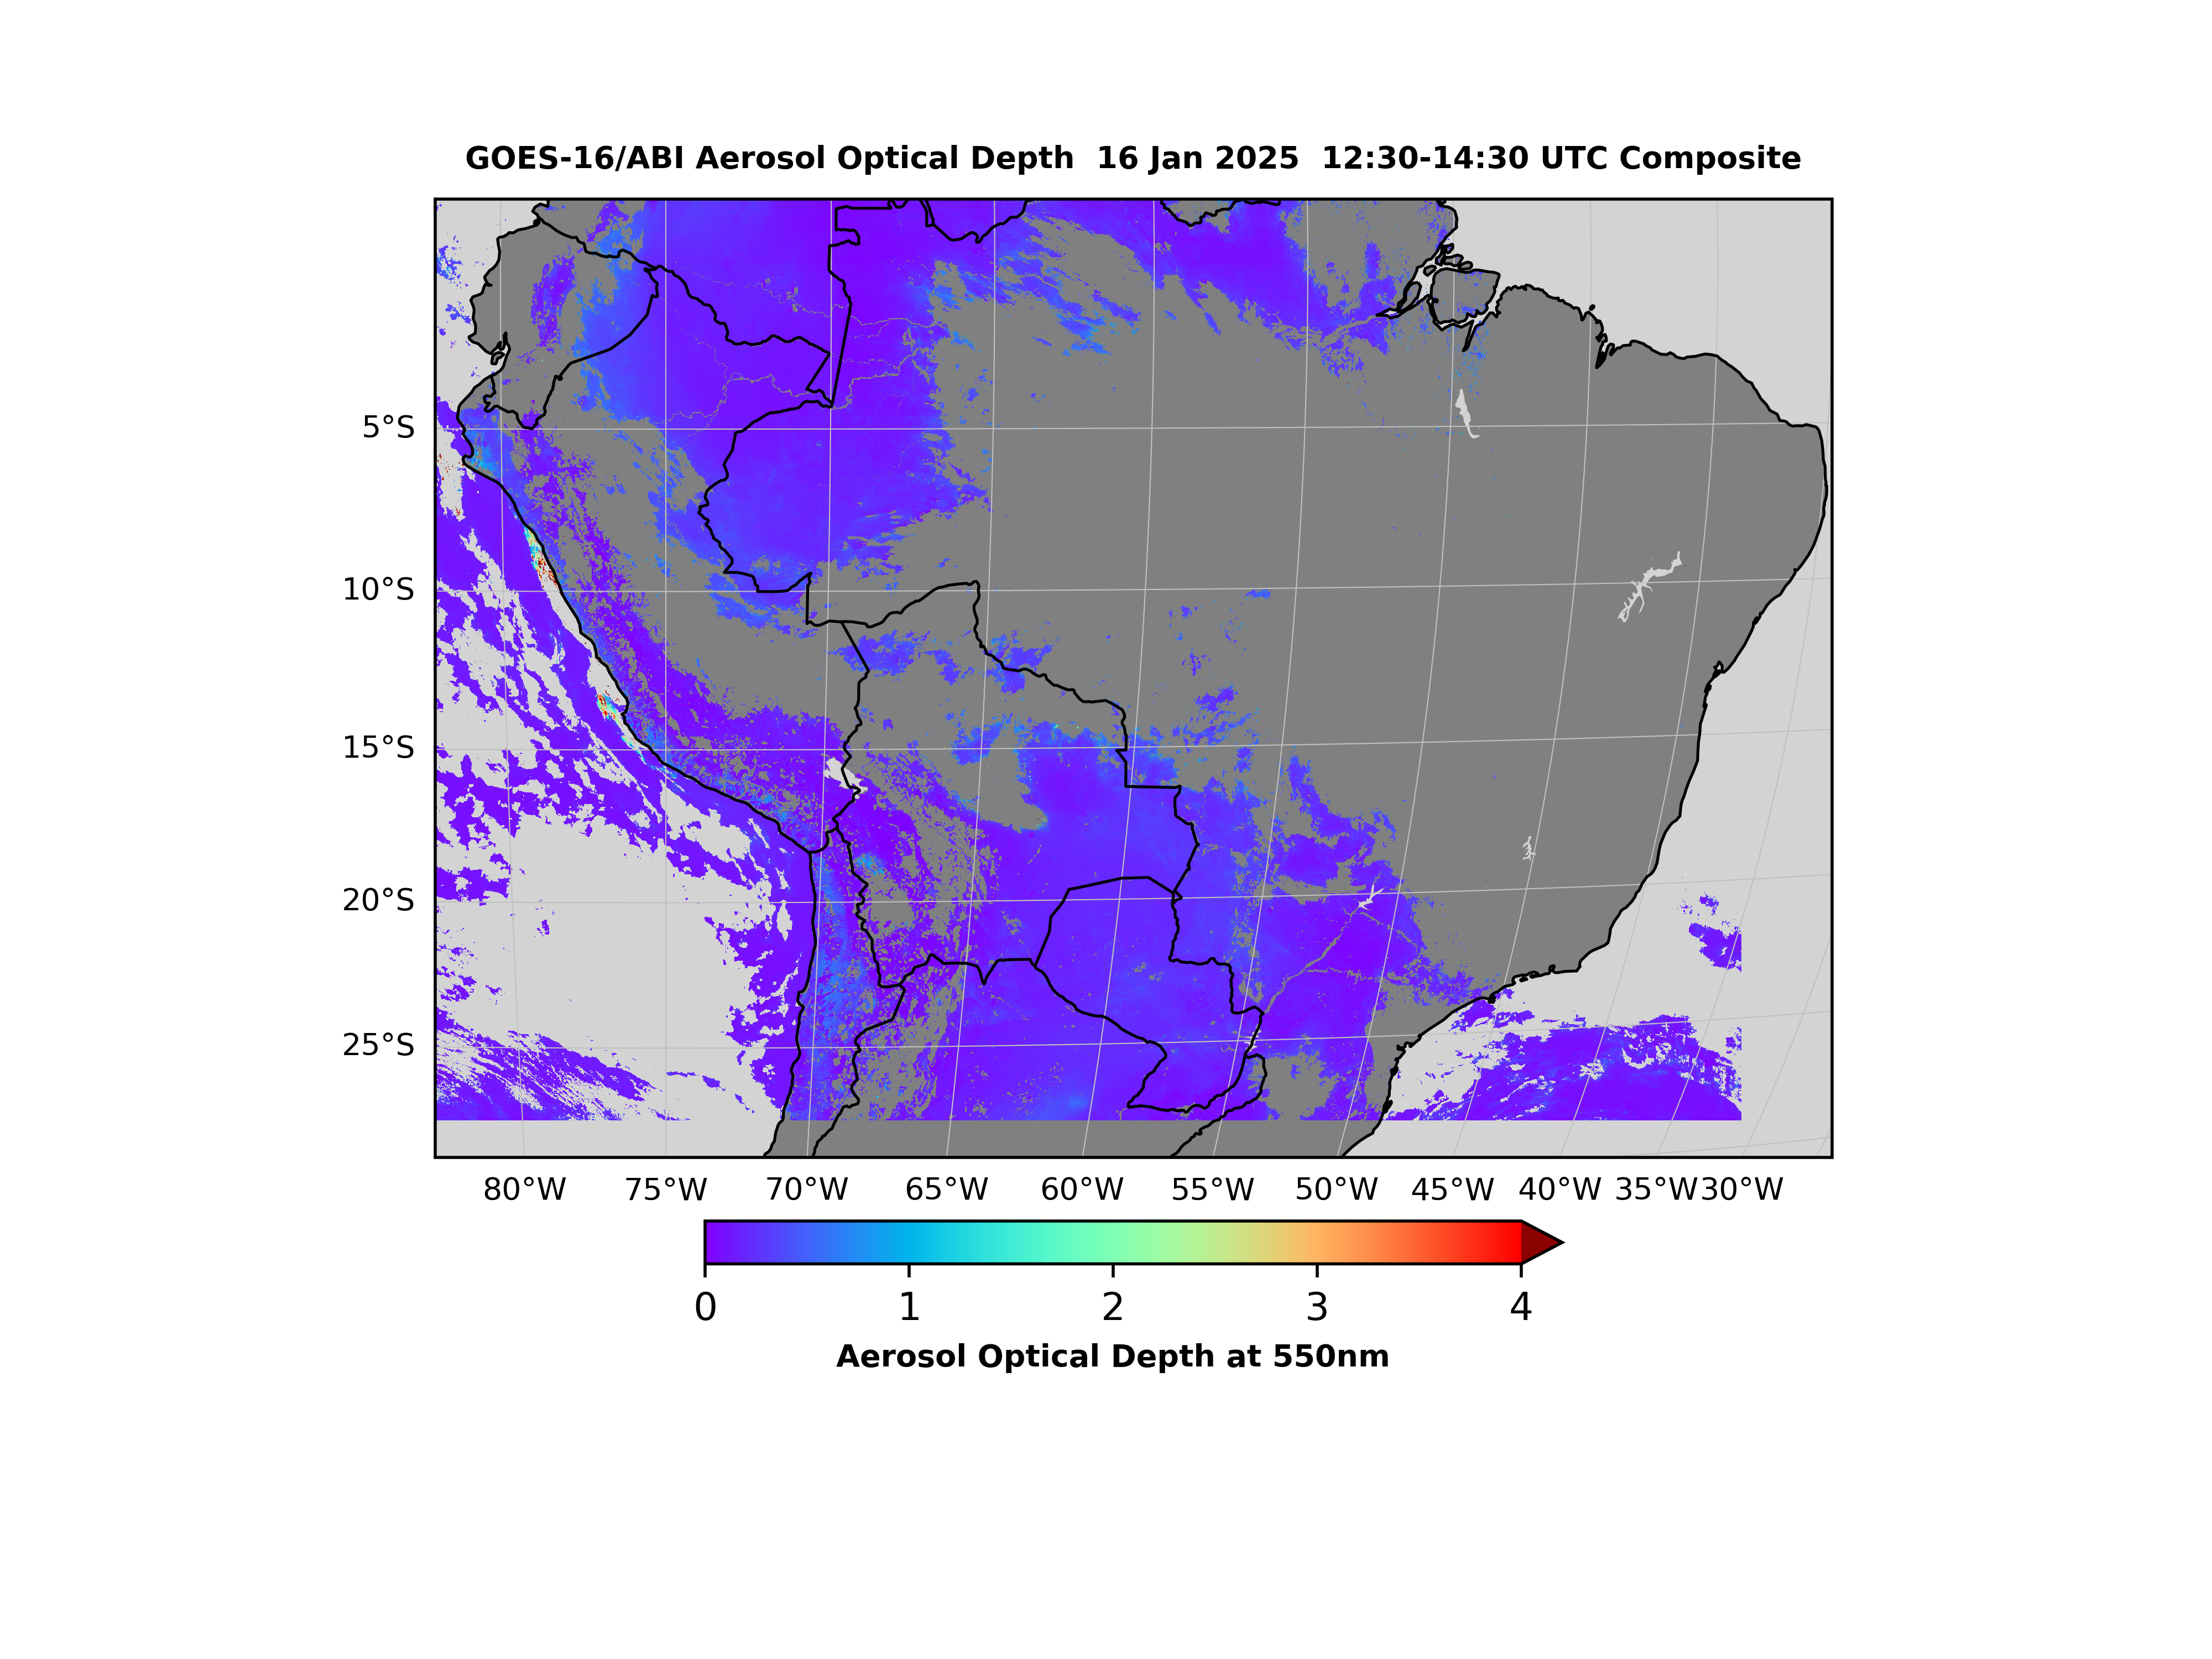 GOES-16/ABI Aerosol Optical Depth  16 Jan 2025  12:30-14:30 UTC Composite
5°S
10°S
15°S
20°S
25°S
80°W 75°W 70°W 65°W 60°W 55°W 50°W 45°W 40°W 35°W 30°W
0 1 2 3 4
Aerosol Optical Depth at 550nm